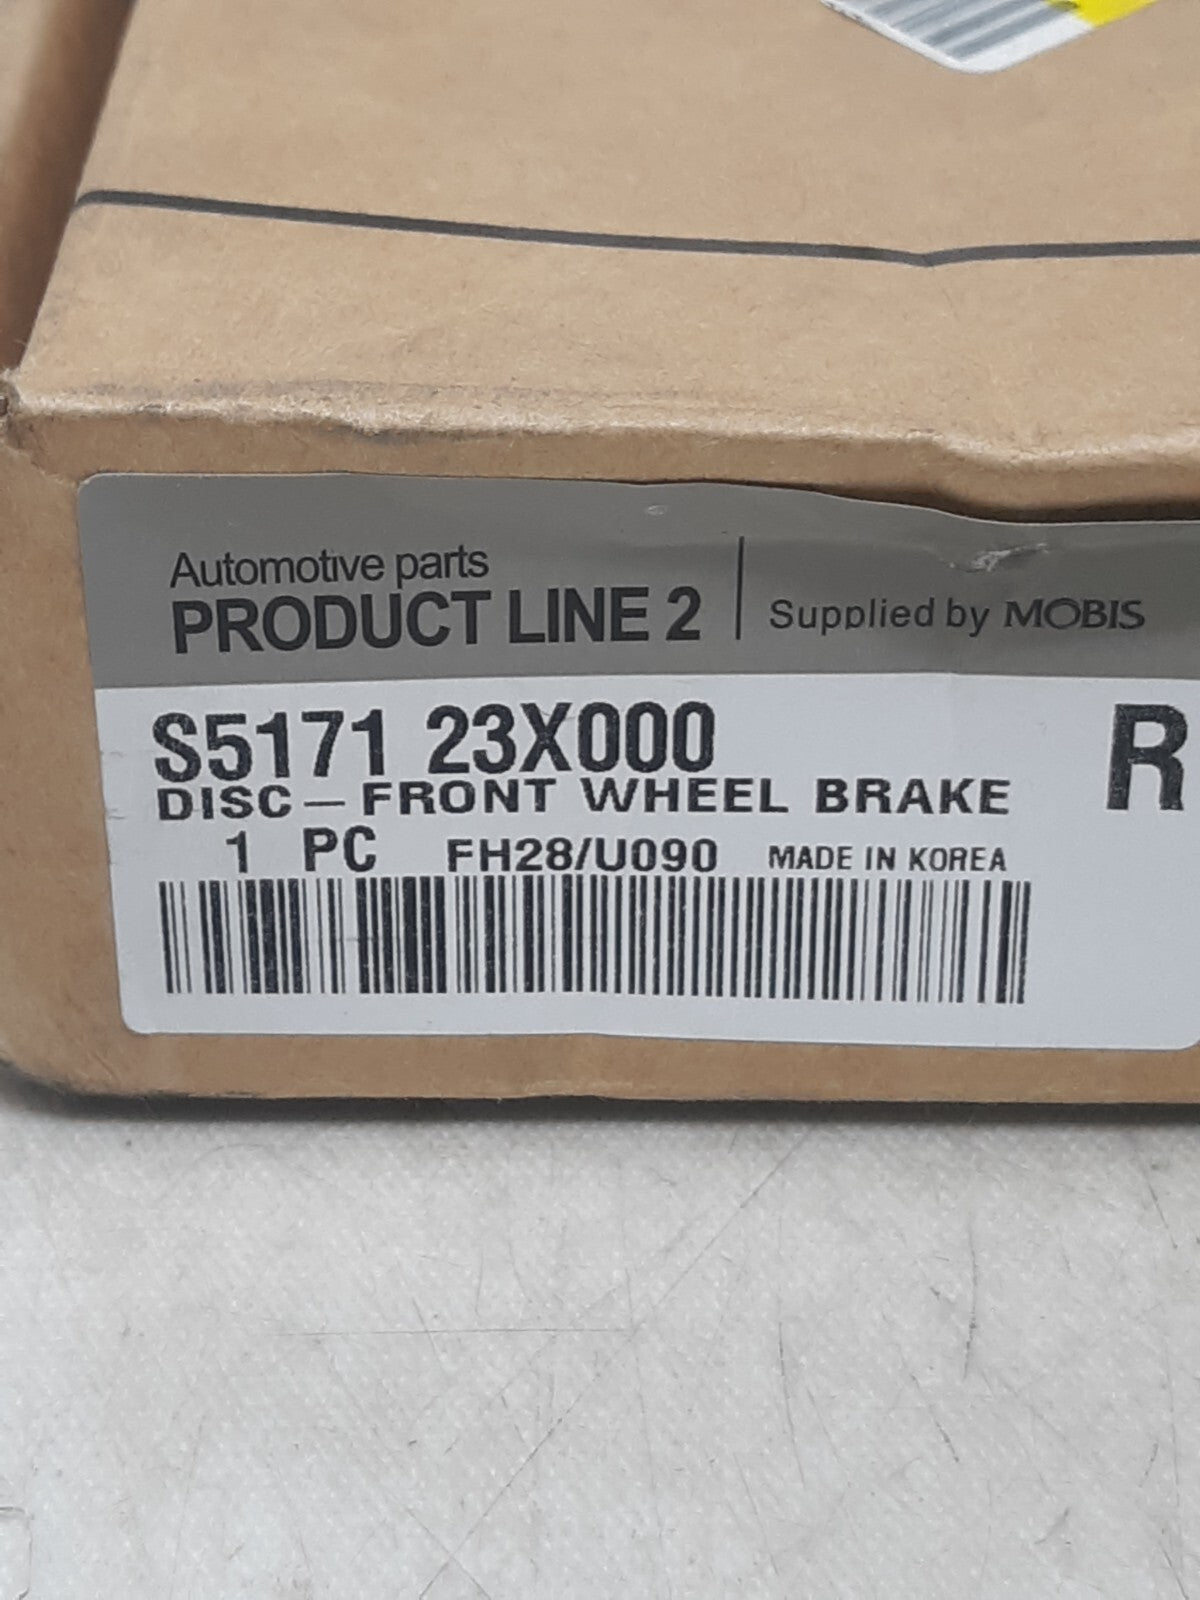 Automotive parts
PRODUCT LINE 2
Supplied by MOBIS
S5171 23X000
R
DISC-FRONT WHEEL BRAKE
1 PC FH28/U090 MADE IN KOREA